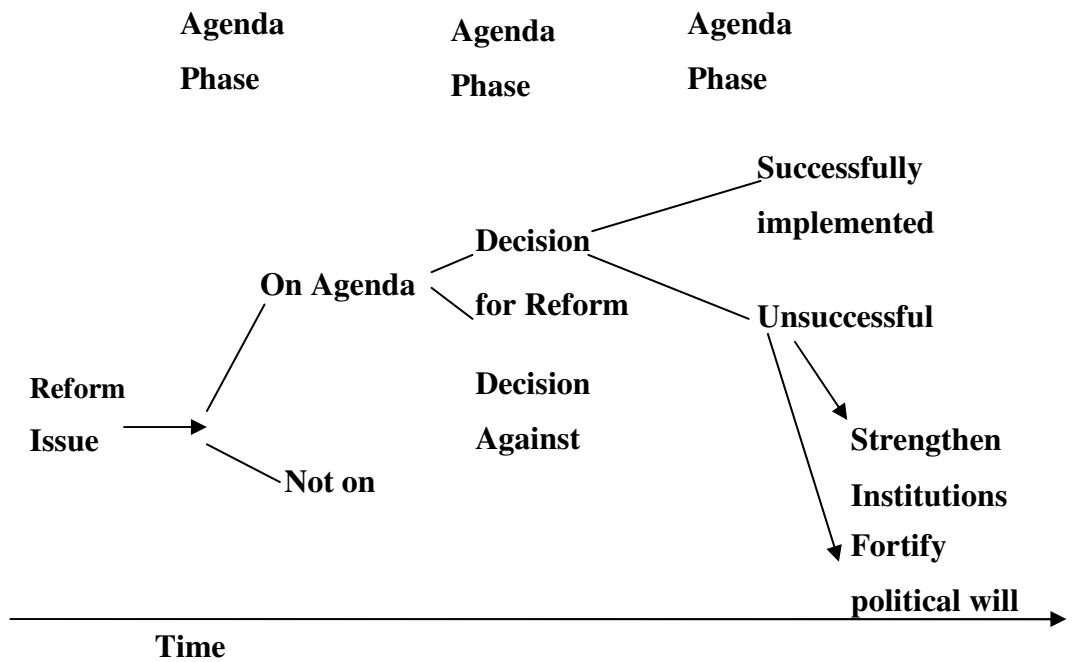 Agenda
Phase
Agenda
Phase
Agenda
Phase
Successfully
implemented
Decision
for Reform
On Agenda
Unsuccessful
Reform
Issue
Decision
Against
Not on
Strengthen
Institutions
Fortify
political will
Time